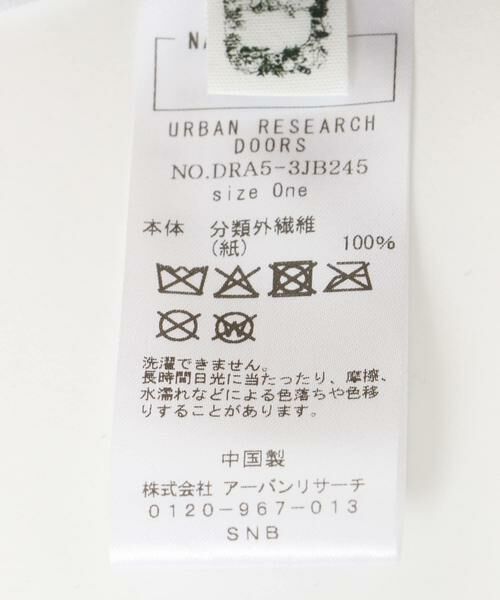 URBAN RESEARCH
DOORS
NO.DRA5-3JB245
size One
本体 分類外繊維
(紙) 100%
洗濯できません。
長時間日光に当たったり、摩擦、
水濡れなどによる色落ちや色移
りすることがあります。
中国製
株式会社 アーバンリサーチ
0120-967-013
SNB